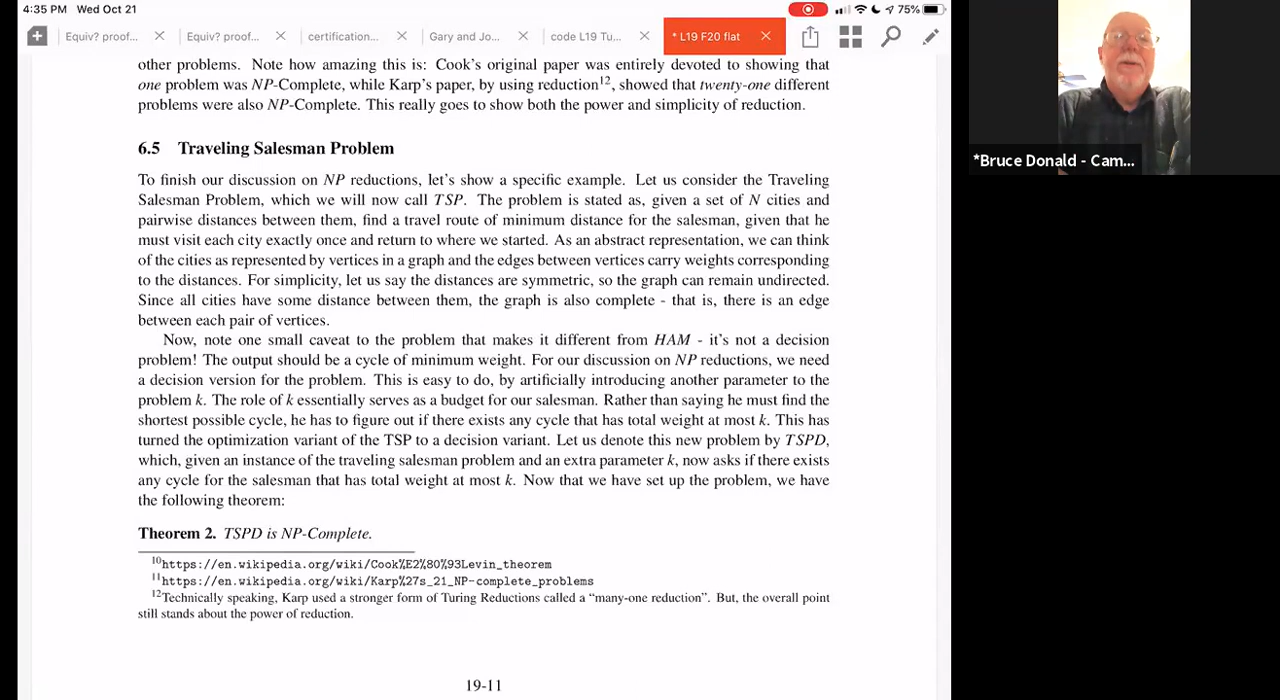 4:35 PM Wed Oct 21
75%
Equiv? proof...
Equiv? proof...
certification...
Gary and Jo...
code L19 Tu...
* L19 F20 flat
other problems. Note how amazing this is: Cook's original paper was entirely devoted to showing that
one problem was NP-Complete, while Karp's paper, by using reduction12, showed that twenty-one different
problems were also NP-Complete. This really goes to show both the power and simplicity of reduction.
6.5 Traveling Salesman Problem
To finish our discussion on NP reductions, let's show a specific example. Let us consider the Traveling
Salesman Problem, which we will now call TSP. The problem is stated as, given a set of N cities and
pairwise distances between them, find a travel route of minimum distance for the salesman, given that he
must visit each city exactly once and return to where we started. As an abstract representation, we can think
of the cities as represented by vertices in a graph and the edges between vertices carry weights corresponding
to the distances. For simplicity, let us say the distances are symmetric, so the graph can remain undirected.
Since all cities have some distance between them, the graph is also complete - that is, there is an edge
between each pair of vertices.
Now, note one small caveat to the problem that makes it different from HAM - it's not a decision
problem! The output should be a cycle of minimum weight. For our discussion on NP reductions, we need
a decision version for the problem. This is easy to do, by artificially introducing another parameter to the
problem k. The role of k essentially serves as a budget for our salesman. Rather than saying he must find the
shortest possible cycle, he has to figure out if there exists any cycle that has total weight at most k. This has
turned the optimization variant of the TSP to a decision variant. Let us denote this new problem by TSPD,
which, given an instance of the traveling salesman problem and an extra parameter k, now asks if there exists
any cycle for the salesman that has total weight at most k. Now that we have set up the problem, we have
the following theorem:
Theorem 2. TSPD is NP-Complete.
10https://en.wikipedia.org/wiki/Cook%E2%80%93Levin_theorem
11https://en.wikipedia.org/wiki/Karp%27s_21_NP-complete_problems
12Technically speaking, Karp used a stronger form of Turing Reductions called a "many-one reduction". But, the overall point
still stands about the power of reduction.
19-11
*Bruce Donald - Cam...